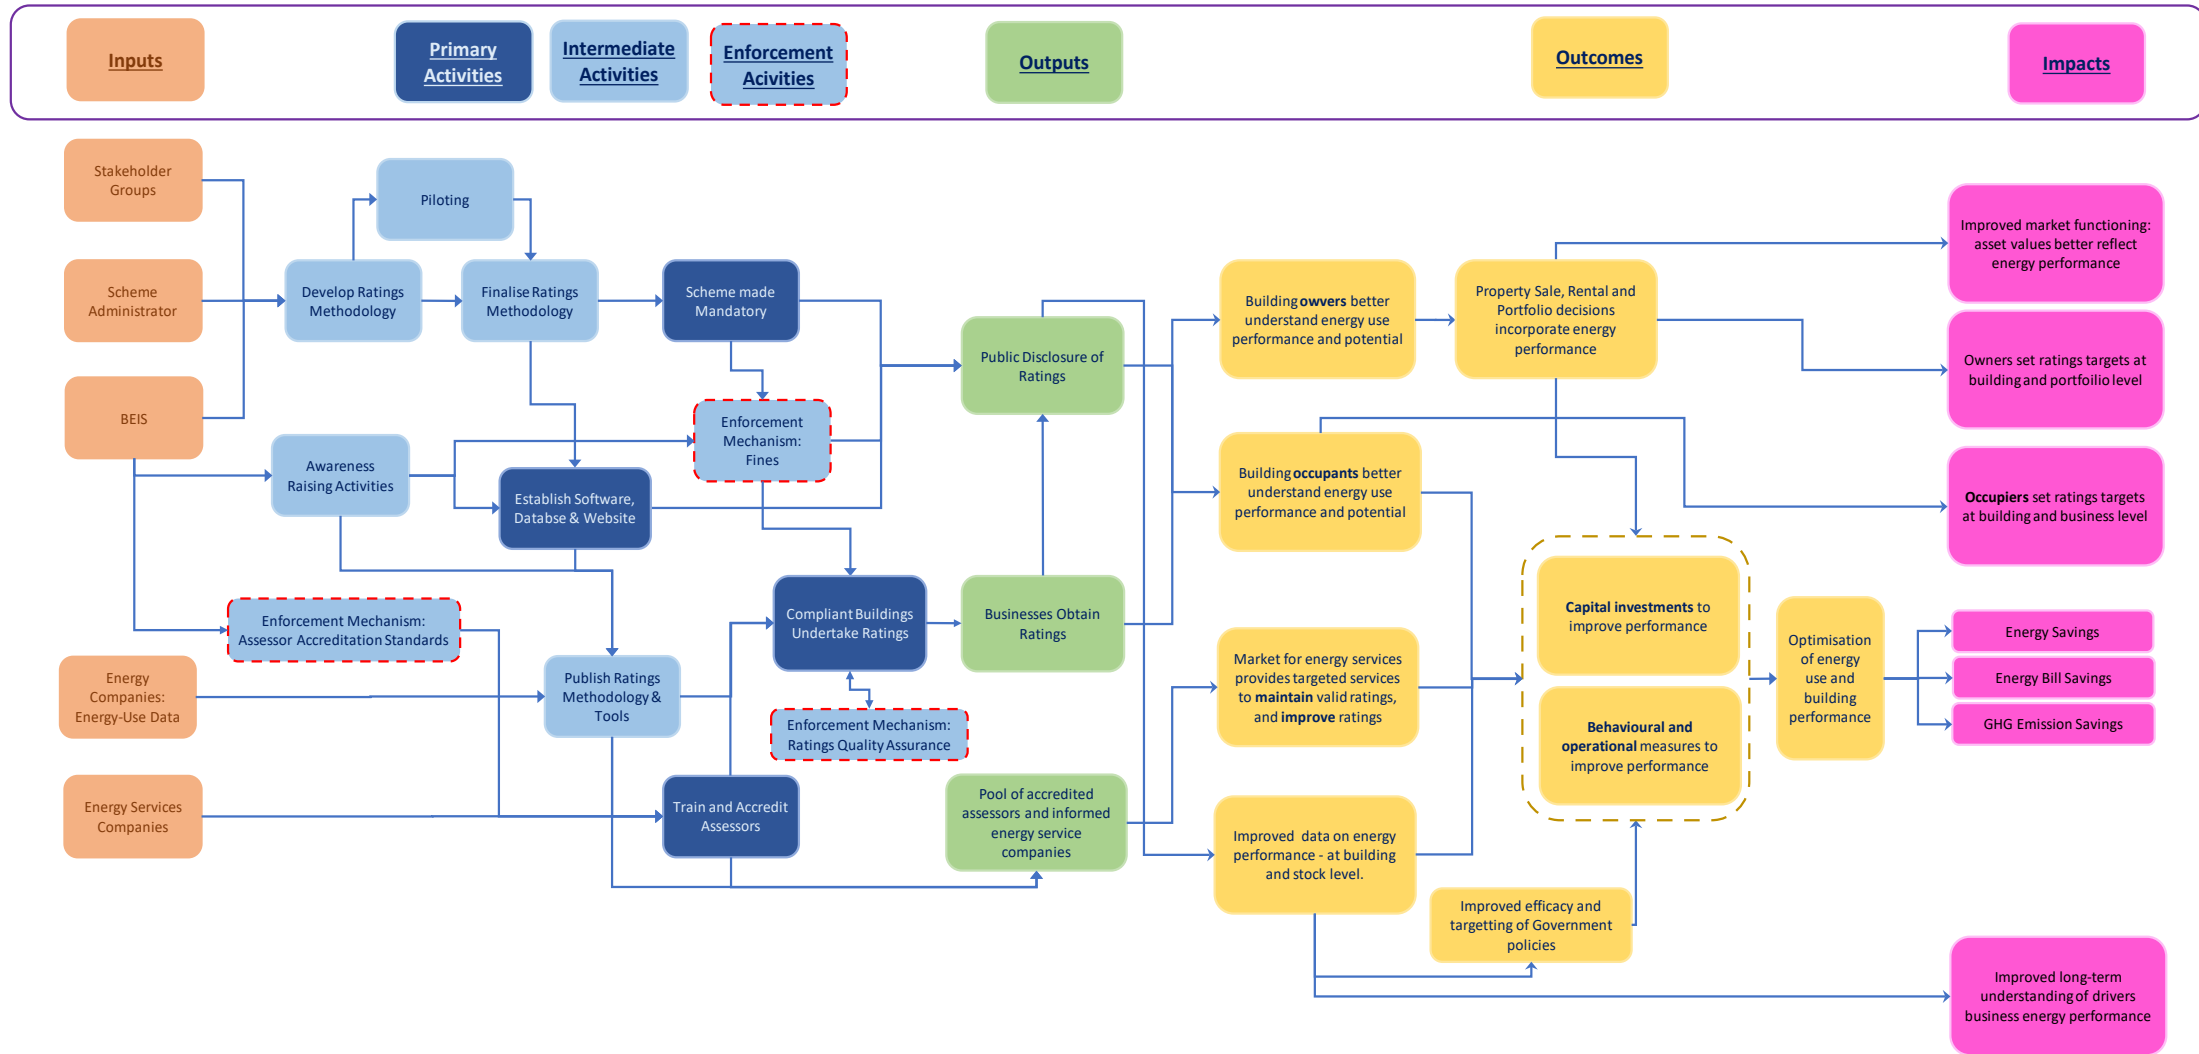 Inputs
Primary
Activities
Intermediate
Activities
Enforcement
Acivities
Outputs
Outcomes
Impacts
Stakeholder
Groups
Scheme
Administrator
BEIS
Energy
Companies:
Energy-Use Data
Energy Services
Companies
Piloting
Develop Ratings
Methodology
Finalise Ratings
Methodology
Scheme made
Mandatory
Awareness
Raising Activities
Enforcement
Mechanism:
Fines
Establish Software,
Databse & Website
Enforcement Mechanism:
Assessor Accreditation Standards
Compliant Buildings
Undertake Ratings
Publish Ratings
Methodology &
Tools
Enforcement Mechanism:
Ratings Quality Assurance
Train and Accredit
Assessors
Public Disclosure of
Ratings
Businesses Obtain
Ratings
Pool of accredited
assessors and informed
energy service
companies
Building owvers better
understand energy use
performance and potential
Property Sale, Rental and
Portfolio decisions
incorporate energy
performance
Building occupants better
understand energy use
performance and potential
Market for energy services
provides targeted services
to maintain valid ratings,
and improve ratings
Improved data on energy
performance - at building
and stock level.
Improved efficacy and
targetting of Government
policies
Capital investments to
improve performance
Behavioural and
operational measures to
improve performance
Optimisation
of energy
use and
building
performance
Improved market functioning:
asset values better reflect
energy performance
Owners set ratings targets at
building and portfoilio level
Occupiers set ratings targets
at building and business level
Energy Savings
Energy Bill Savings
GHG Emission Savings
Improved long-term
understanding of drivers
business energy performance